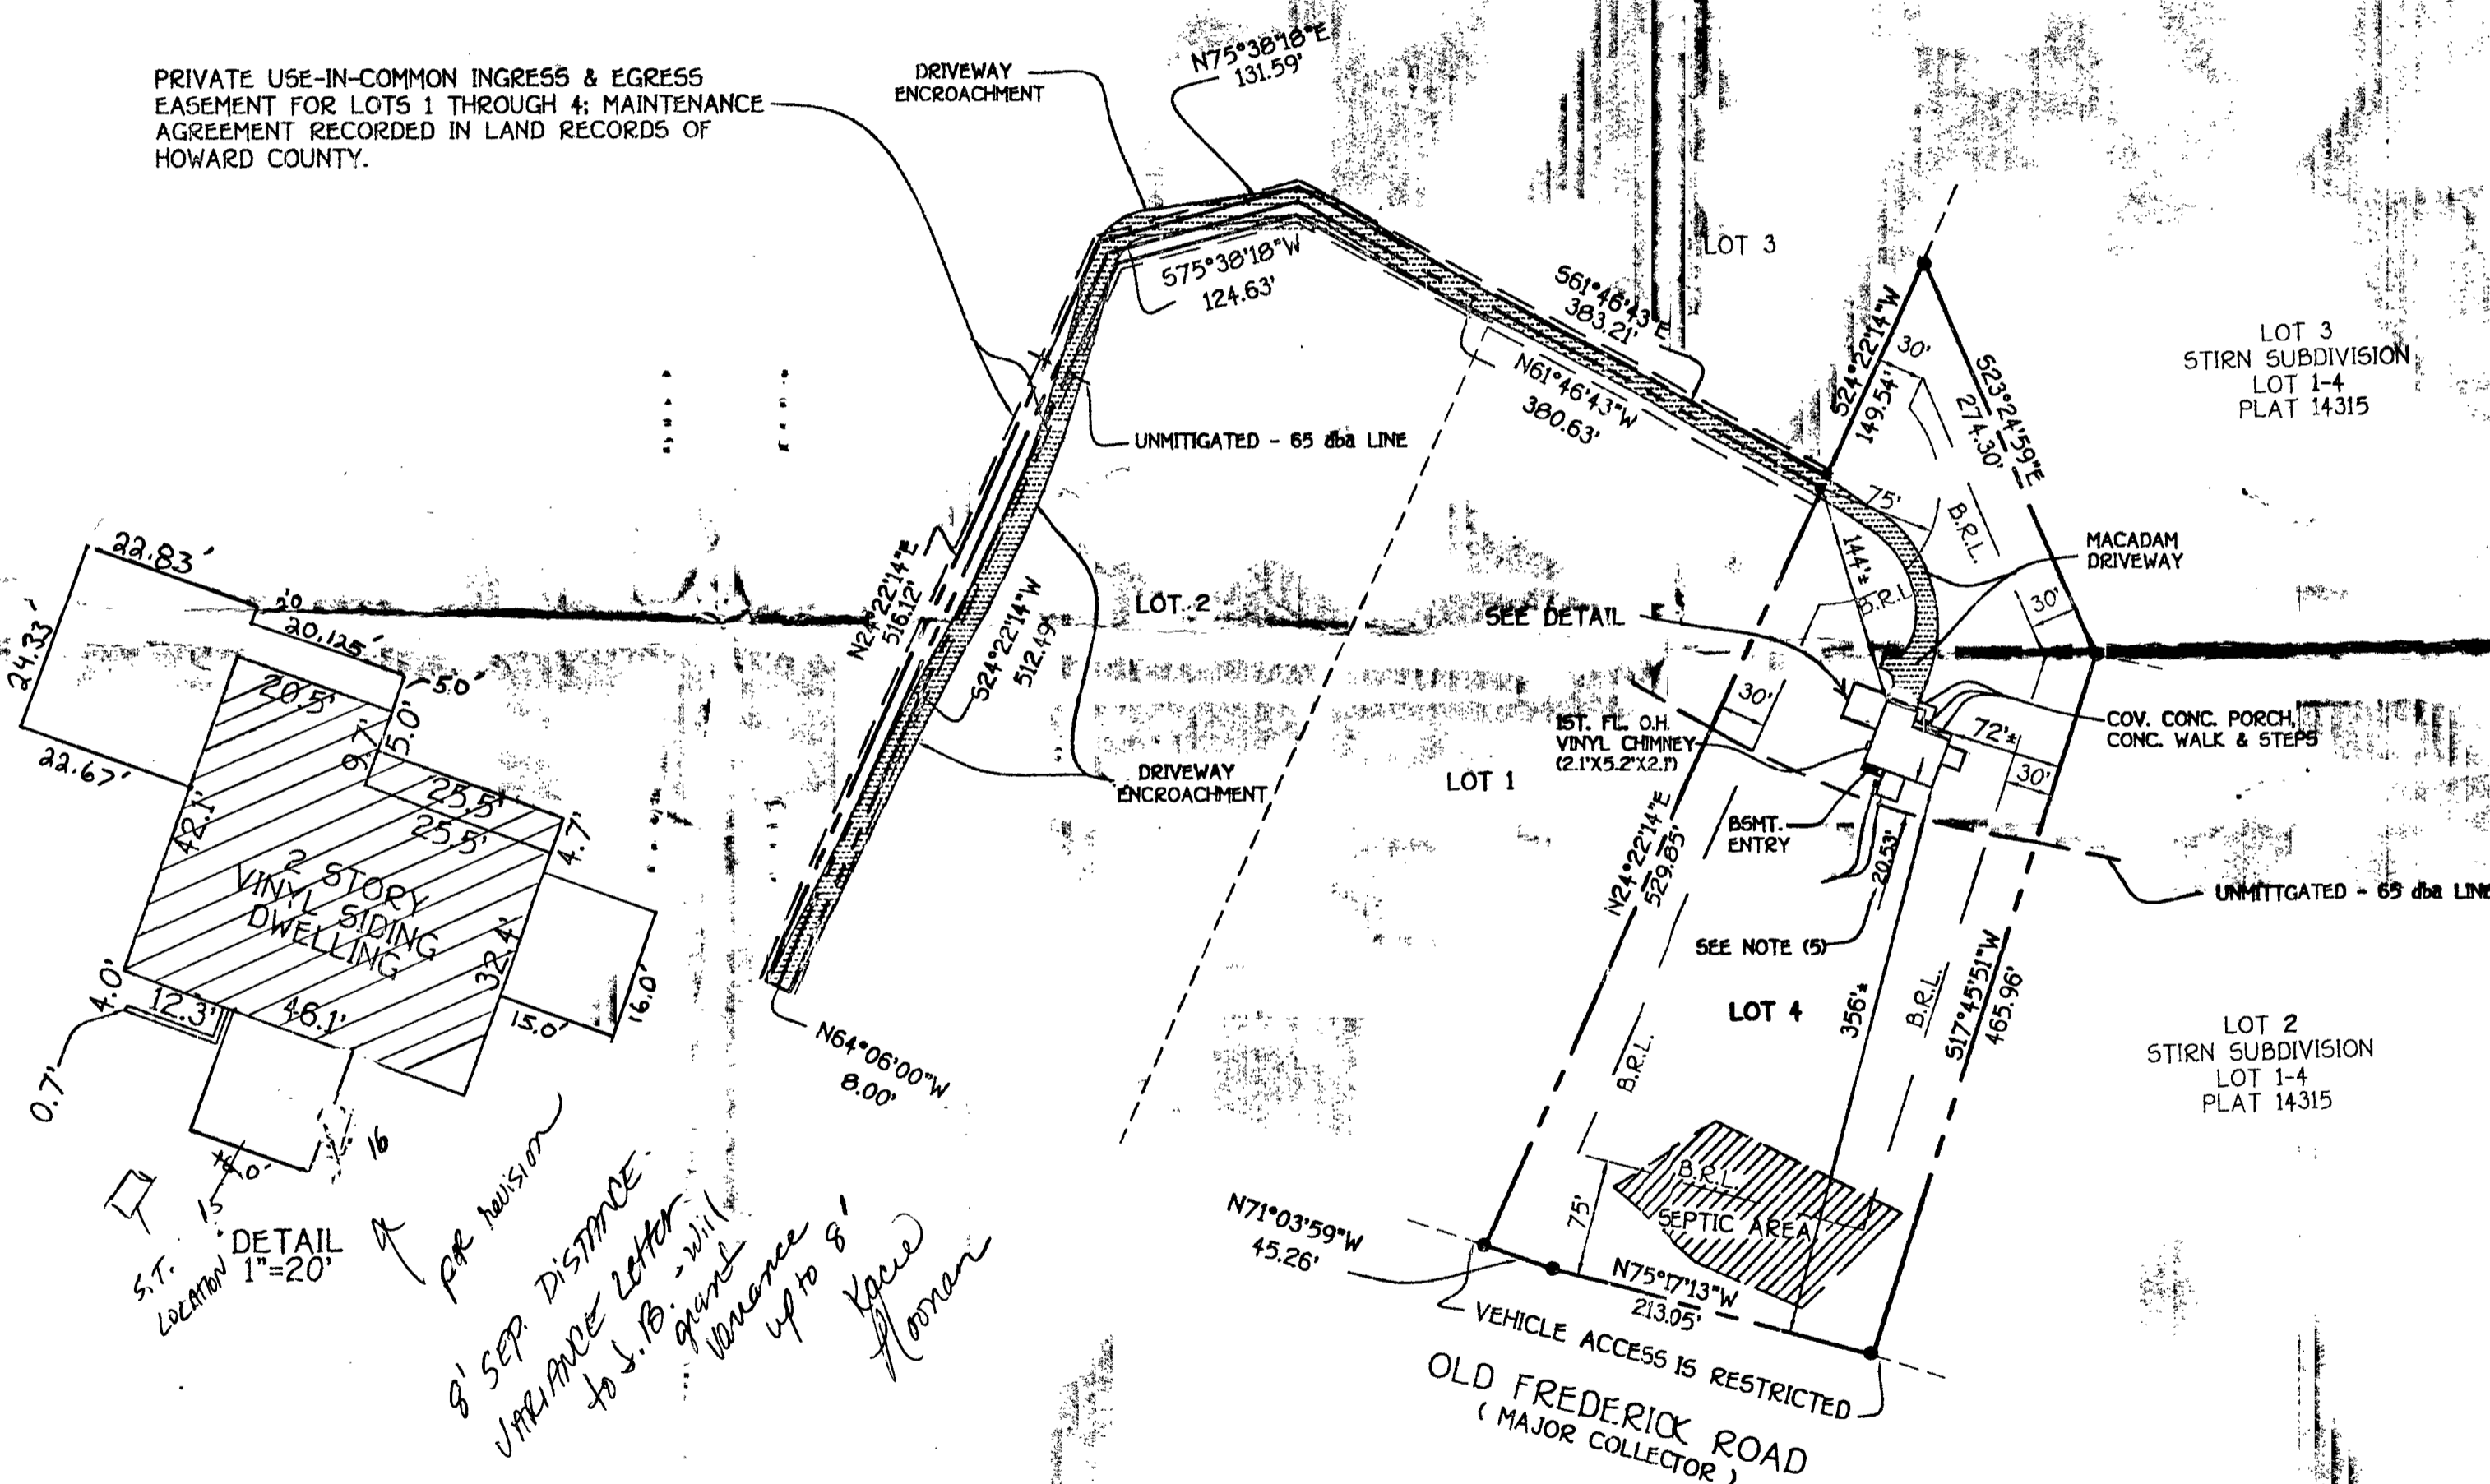 PRIVATE USE-IN-COMMON INGRESS & EGRESS
EASEMENT FOR LOTS 1 THROUGH 4; MAINTENANCE
AGREEMENT RECORDED IN LAND RECORDS OF
HOWARD COUNTY.
DRIVEWAY
ENCROACHMENT
N75°38'18"E
131.59'
S75°38'18"W
124.63'
LOT 3
S61°46'43"E
383.21'
N61°46'43"W
380.63'
UNMITIGATED - 65 dba LINE
S24°22'14"W
149.54'
30'
S23°24'59"E
274.30'
LOT 3
STIRN SUBDIVISION
LOT 1-4
PLAT 14315
75'
B.R.L.
144'±
B.R.L.
MACADAM
DRIVEWAY
30'
N24°22'14"E
516.12'
S24°22'14"W
512.49'
LOT 2
SEE DETAIL
30'
1ST. FL. O.H.
VINYL CHIMNEY
(2.1'X5.2'X2.1')
72'±
COV. CONC. PORCH,
CONC. WALK & STEPS
30'
DRIVEWAY
ENCROACHMENT
LOT 1
BSMT.
ENTRY
20.53'
N24°22'14"E
529.85'
UNMITTGATED - 65 dba LINE
SEE NOTE (5)
LOT 4
356'±
B.R.L.
B.R.L.
S17°45'51"W
465.96'
LOT 2
STIRN SUBDIVISION
LOT 1-4
PLAT 14315
N64°06'00"W
8.00'
75'
B.R.L.
SEPTIC AREA
N71°03'59"W
45.26'
N75°17'13"W
213.05'
VEHICLE ACCESS IS RESTRICTED
OLD FREDERICK ROAD
( MAJOR COLLECTOR )
22.83'
24.33'
20.125'
5.0'
20.5'
9.7'
5.0'
22.67'
25.5'
25.5'
42.1'
4.7'
2 STORY
VINYL SIDING
DWELLING
32.4'
4.0'
12.3'
46.1'
15.0'
16.0'
0.7'
16
15
S.T.
LOCATION
DETAIL
1"=20'
per revision
8' SEP. DISTANCE
VARIANCE Letter
to J.B. - will
grant
variance
up to 8'